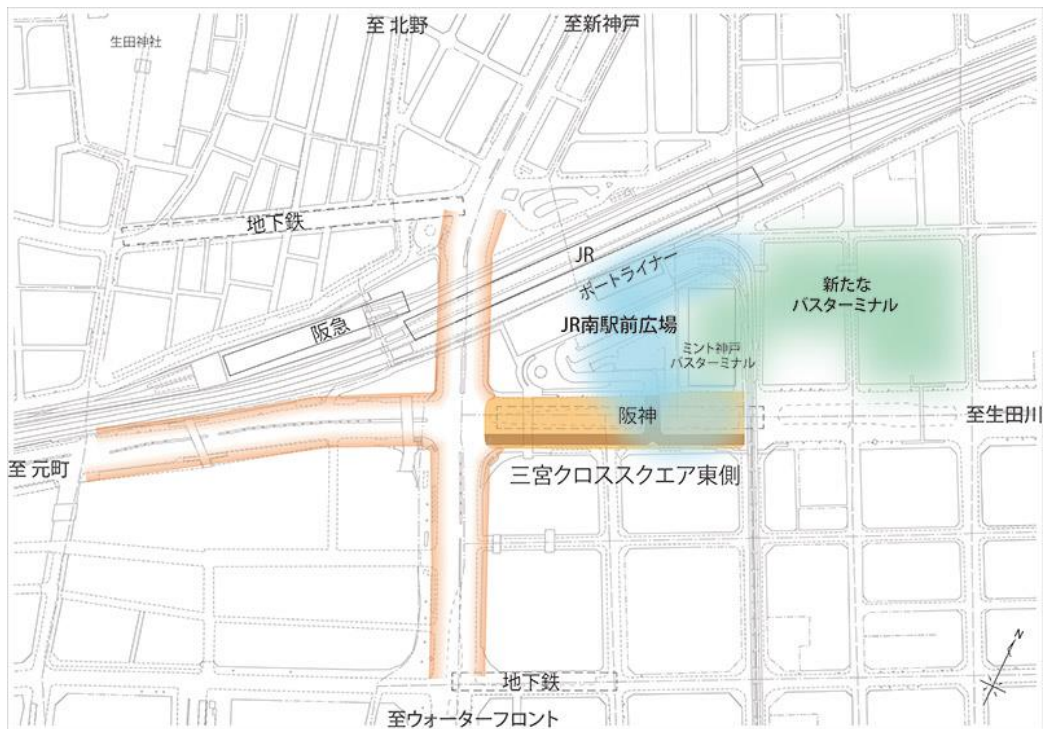 至 北野
至新神戸
生田神社
地下鉄
JR
ポートライナー
新たな
バスターミナル
阪急
JR南駅前広場
ミント神戸
バスターミナル
阪神
至生田川
至 元町
三宮クロススクエア東側
N
地下鉄
至ウォーターフロント